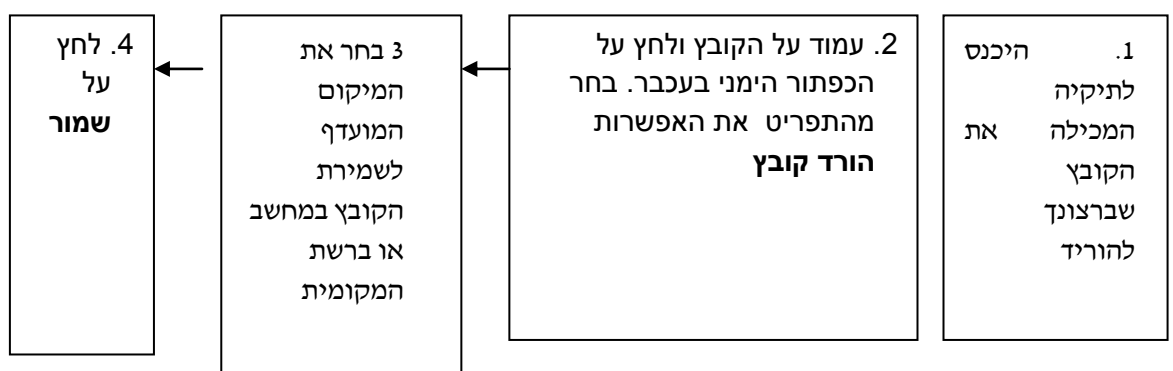 1. היכנס
לתיקיה
המכילה את
הקובץ
שברצונך
להוריד
2. עמוד על הקובץ ולחץ על
הכפתור הימני בעכבר. בחר
מהתפריט את האפשרות
הורד קובץ
3 בחר את
המיקום
המועדף
לשמירת
הקובץ במחשב
או ברשת
המקומית
4. לחץ
על
שמור